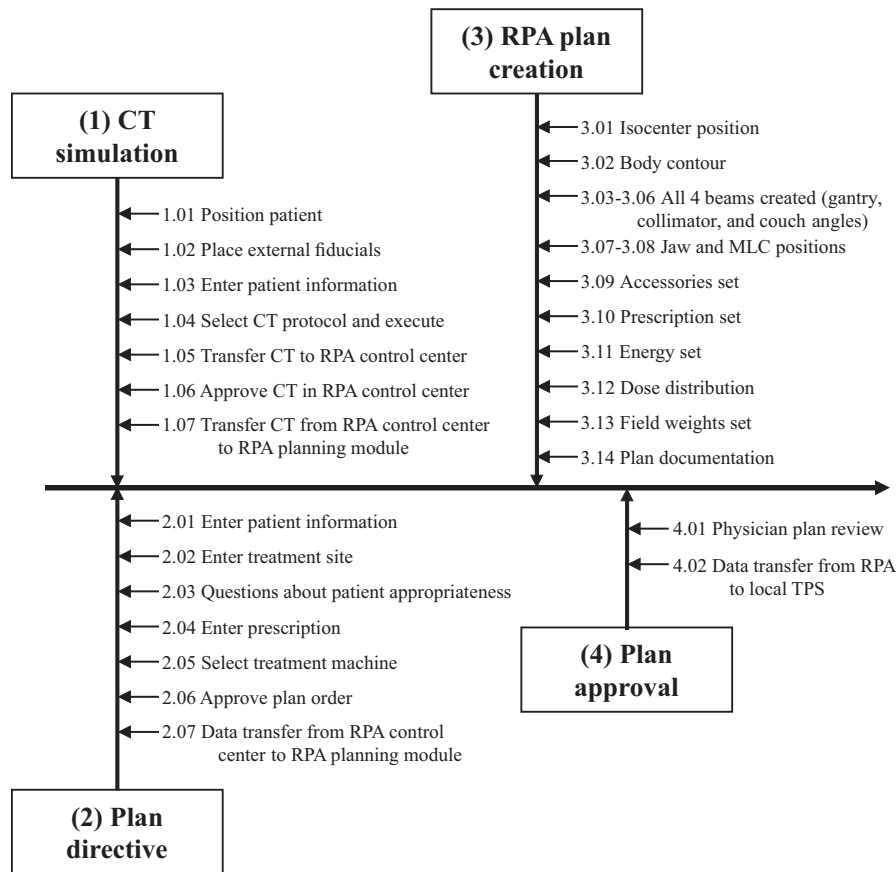 (1) CT
simulation
1.01 Position patient
1.02 Place external fiducials
1.03 Enter patient information
1.04 Select CT protocol and execute
1.05 Transfer CT to RPA control center
1.06 Approve CT in RPA control center
1.07 Transfer CT from RPA control center
to RPA planning module
(3) RPA plan
creation
3.01 Isocenter position
3.02 Body contour
3.03-3.06 All 4 beams created (gantry,
collimator, and couch angles)
3.07-3.08 Jaw and MLC positions
3.09 Accessories set
3.10 Prescription set
3.11 Energy set
3.12 Dose distribution
3.13 Field weights set
3.14 Plan documentation
2.01 Enter patient information
2.02 Enter treatment site
2.03 Questions about patient appropriateness
2.04 Enter prescription
2.05 Select treatment machine
2.06 Approve plan order
2.07 Data transfer from RPA control
center to RPA planning module
(2) Plan
directive
4.01 Physician plan review
4.02 Data transfer from RPA
to local TPS
(4) Plan
approval